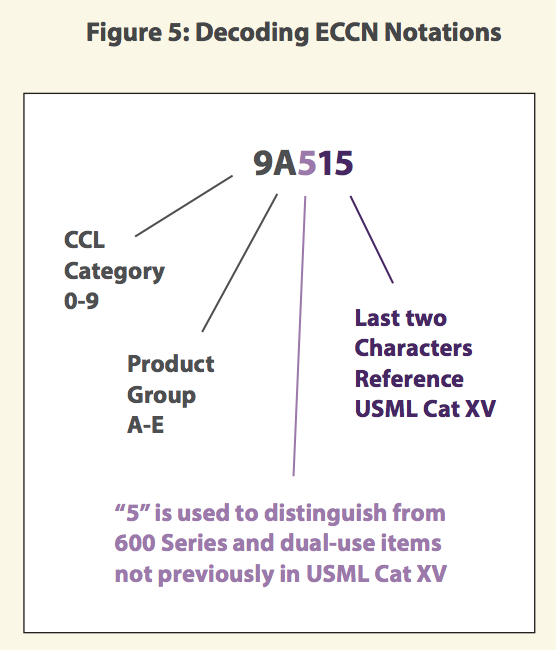 Figure 5: Decoding ECCN Notations
9A515
CCL
Category
0-9
Product
Group
A-E
Last two
Characters
Reference
USML Cat XV
“5” is used to distinguish from
600 Series and dual-use items
not previously in USML Cat XV